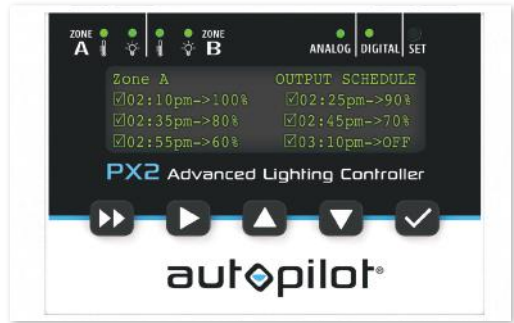 ZONE A ZONE B ANALOG DIGITAL SET
Zone A OUTPUT SCHEDULE
☑02:10pm->100% ☑02:25pm->90%
☑02:35pm->80% ☑02:45pm->70%
☑02:55pm->60% ☑03:10pm->OFF
PX2 Advanced Lighting Controller
autopilot®